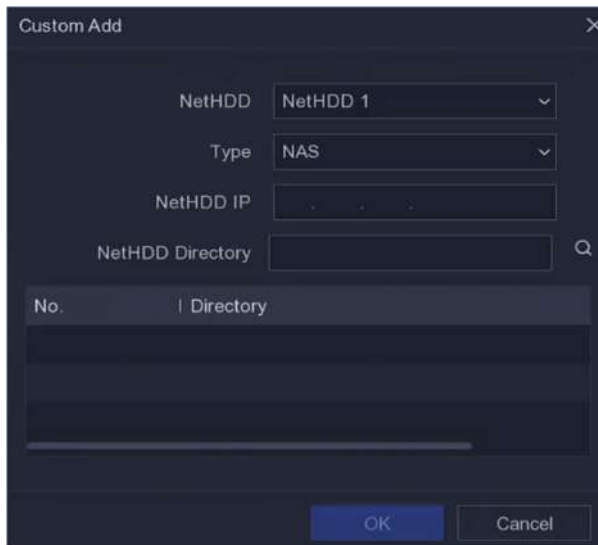 Custom Add
NetHDD NetHDD 1
Type NAS
NetHDD IP . . .
NetHDD Directory
No. Directory
OK Cancel